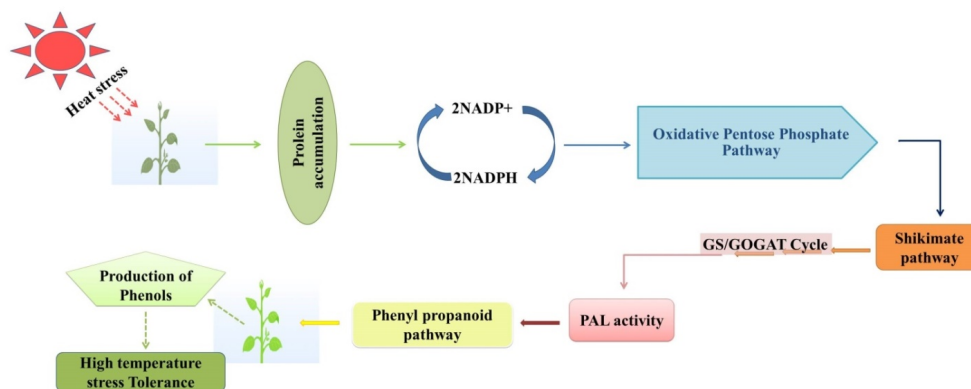 Heat stress
Prolein
accumulation
2NADP+
2NADPH
Oxidative Pentose Phosphate
Pathway
Shikimate
pathway
GS/GOGAT Cycle
PAL activity
Phenyl propanoid
pathway
Production of
Phenols
High temperature
stress Tolerance